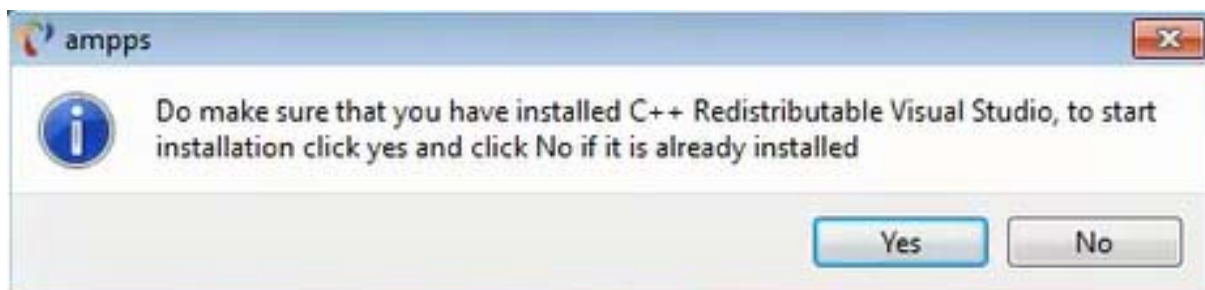 ampps
Do make sure that you have installed C++ Redistributable Visual Studio, to start
installation click yes and click No if it is already installed
Yes
No